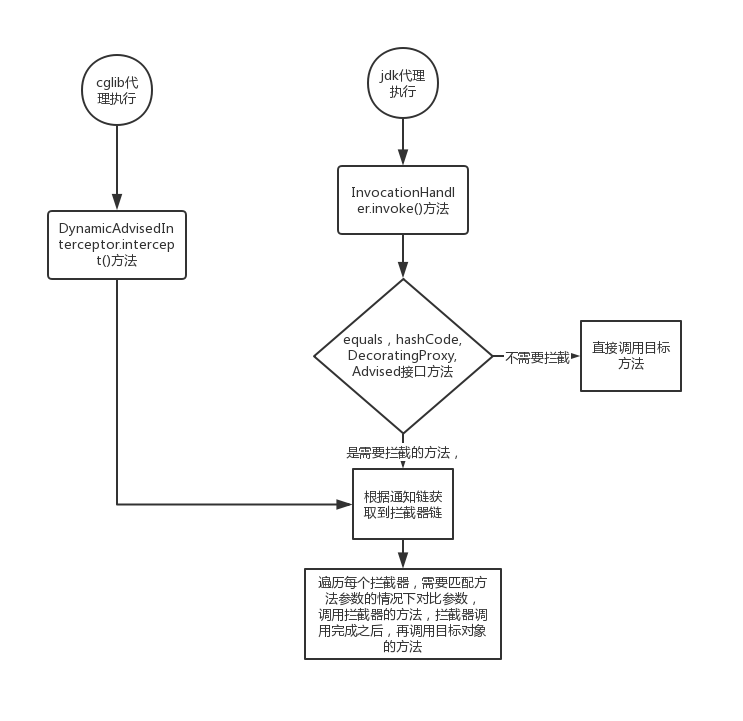 cglib代
理执行
jdk代理
执行
InvocationHandl
er.invoke()方法
DynamicAdvisedIn
terceptor.intercep
t()方法
equals，hashCode,
DecoratingProxy,
Advised接口方法
不需要拦截
直接调用目标
方法
是需要拦截的方法，
根据通知链获
取到拦截器链
遍历每个拦截器，需要匹配方
法参数的情况下对比参数，
调用拦截器的方法，拦截器调
用完成之后，再调用目标对象
的方法